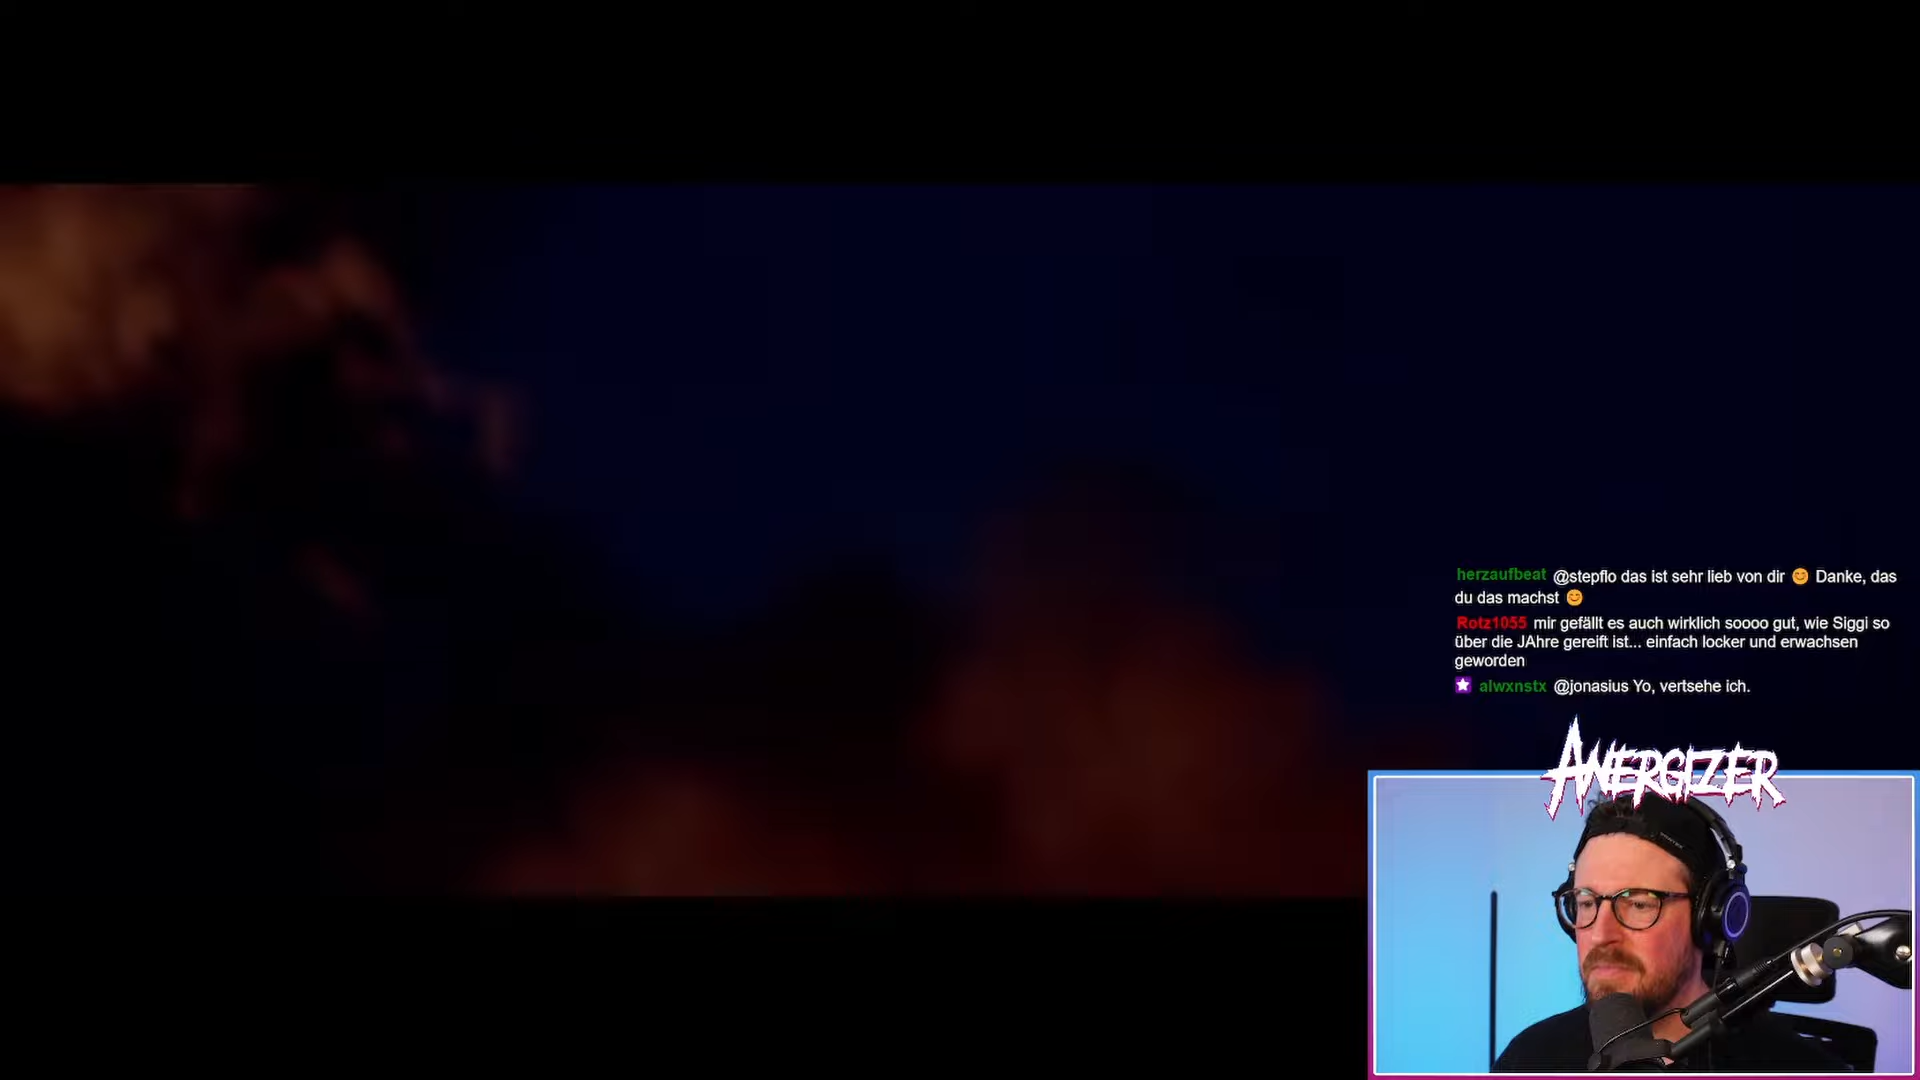 herzaufbeat @stepflo das ist sehr lieb von dir 😊 Danke, das
du das machst 😊
Rotz1055 mir gefällt es auch wirklich soooo gut, wie Siggi so
über die JAhre gereift ist... einfach locker und erwachsen
geworden
alwxnstx @jonasius Yo, vertsehe ich.
ANERGIZER